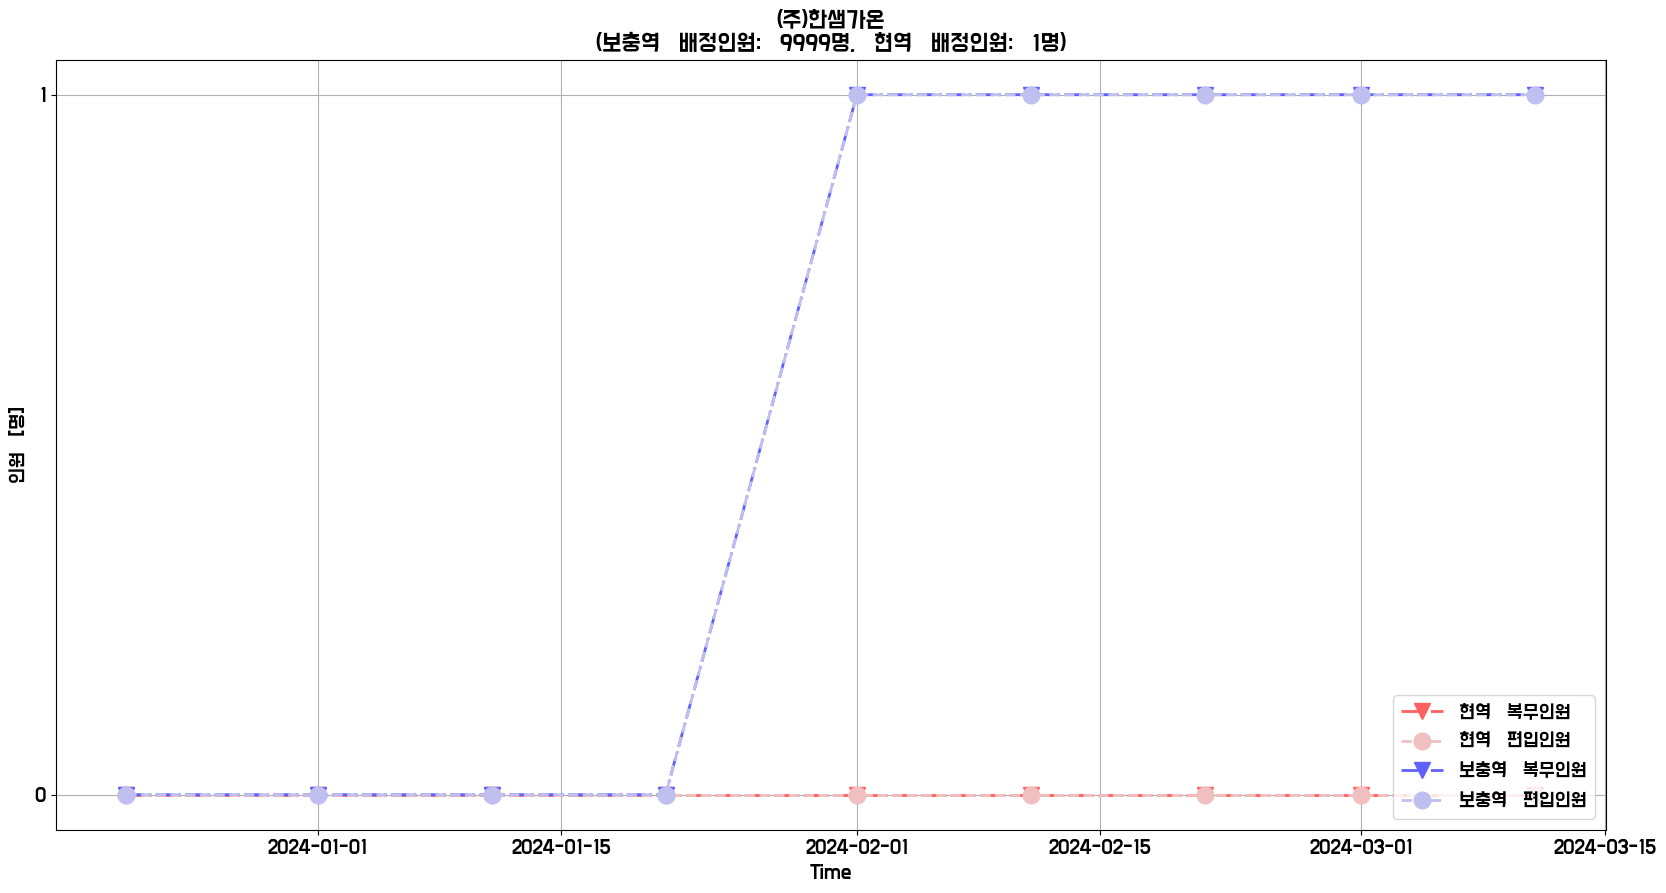 (주)한샘가온
(보충역 배정인원: 9999명, 현역 배정인원: 1명)
인원 [명]
1
0
현역 복무인원
현역 편입인원
보충역 복무인원
보충역 편입인원
2024-01-01 2024-01-15 2024-02-01 2024-02-15 2024-03-01 2024-03-15
Time